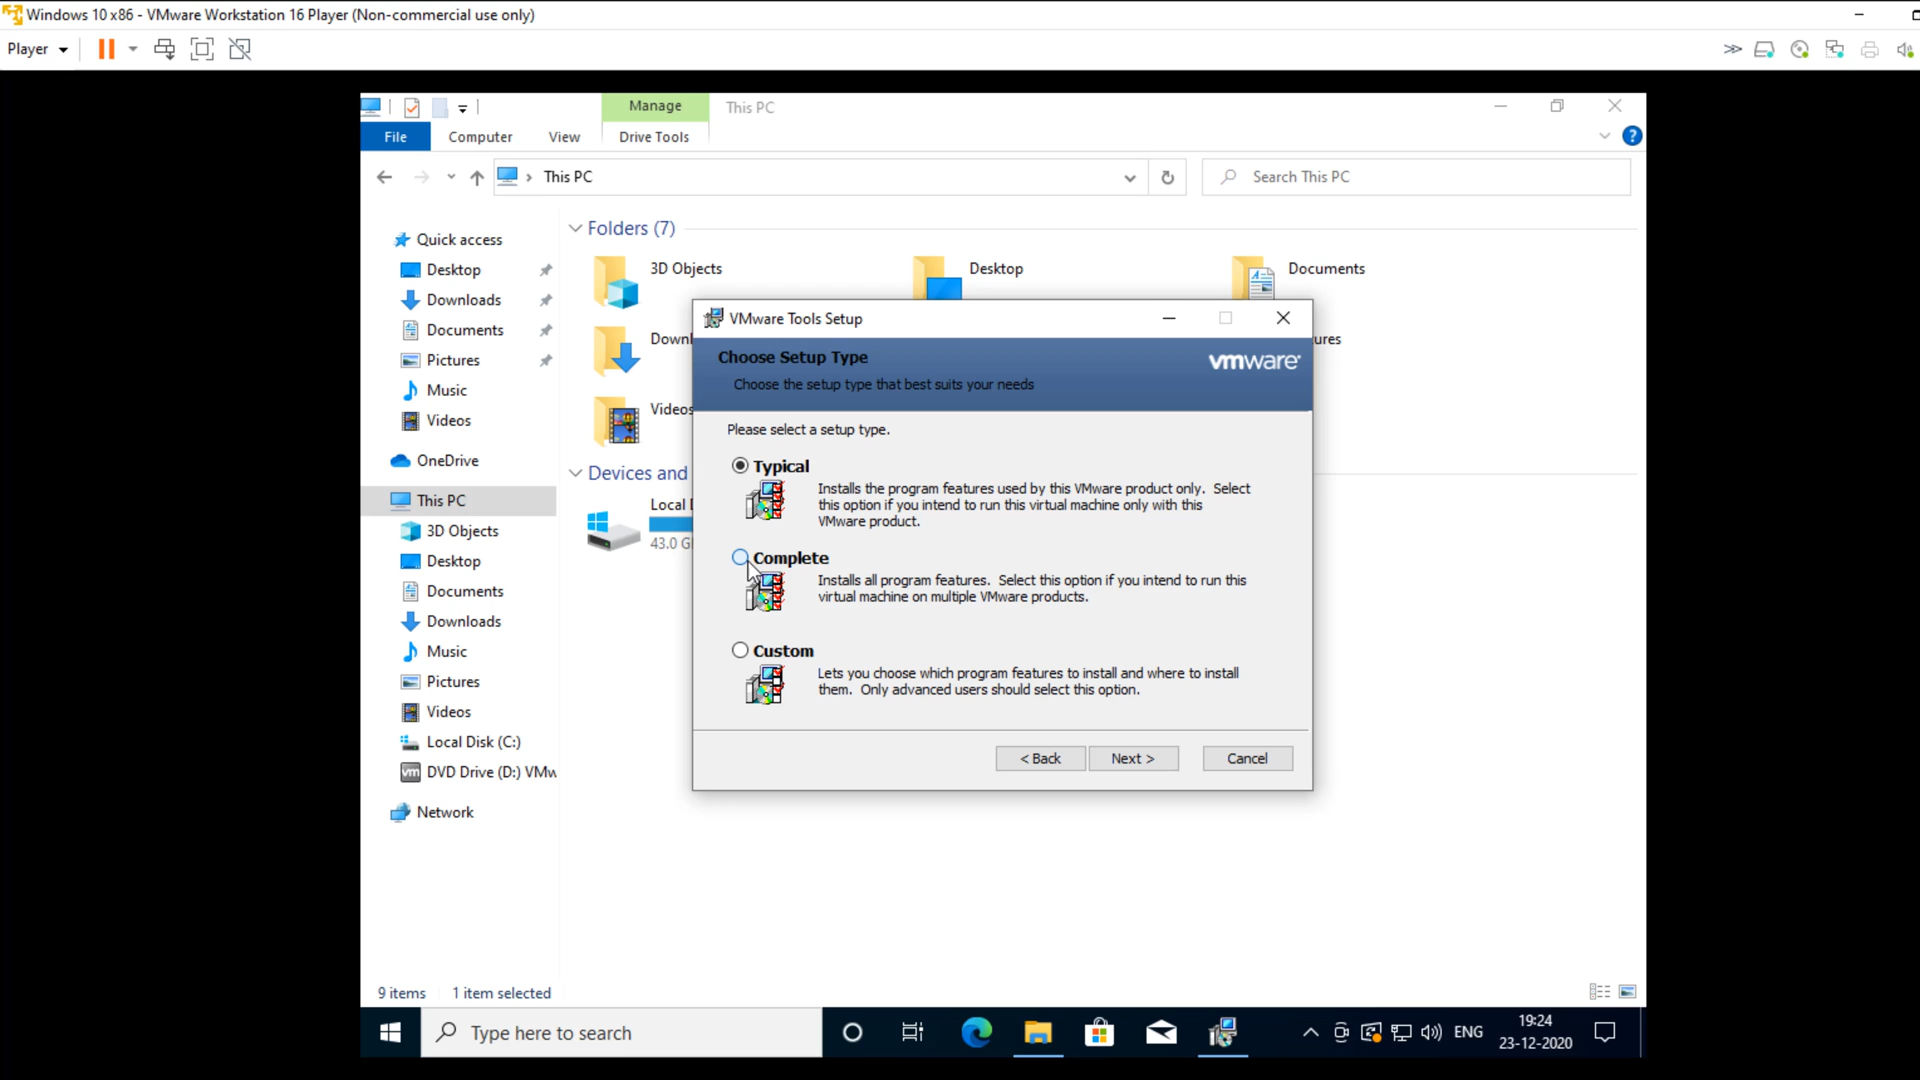 Windows 10 x86 - VMware Workstation 16 Player (Non-commercial use only)
Player
Manage
This PC
File
Computer
View
Drive Tools
This PC
Search This PC
Quick access
Desktop
Downloads
Documents
Pictures
Music
Videos
OneDrive
This PC
3D Objects
Desktop
Documents
Downloads
Music
Pictures
Videos
Local Disk (C:)
DVD Drive (D:) VMw
Network
Folders (7)
3D Objects
Desktop
Documents
Down
ures
Videos
Devices and
Local
43.0 G
VMware Tools Setup
Choose Setup Type
Choose the setup type that best suits your needs
vmware
Please select a setup type.
Typical
Installs the program features used by this VMware product only. Select
this option if you intend to run this virtual machine only with this
VMware product.
Complete
Installs all program features. Select this option if you intend to run this
virtual machine on multiple VMware products.
Custom
Lets you choose which program features to install and where to install
them. Only advanced users should select this option.
< Back
Next >
Cancel
9 items
1 item selected
Type here to search
ENG
19:24
23-12-2020